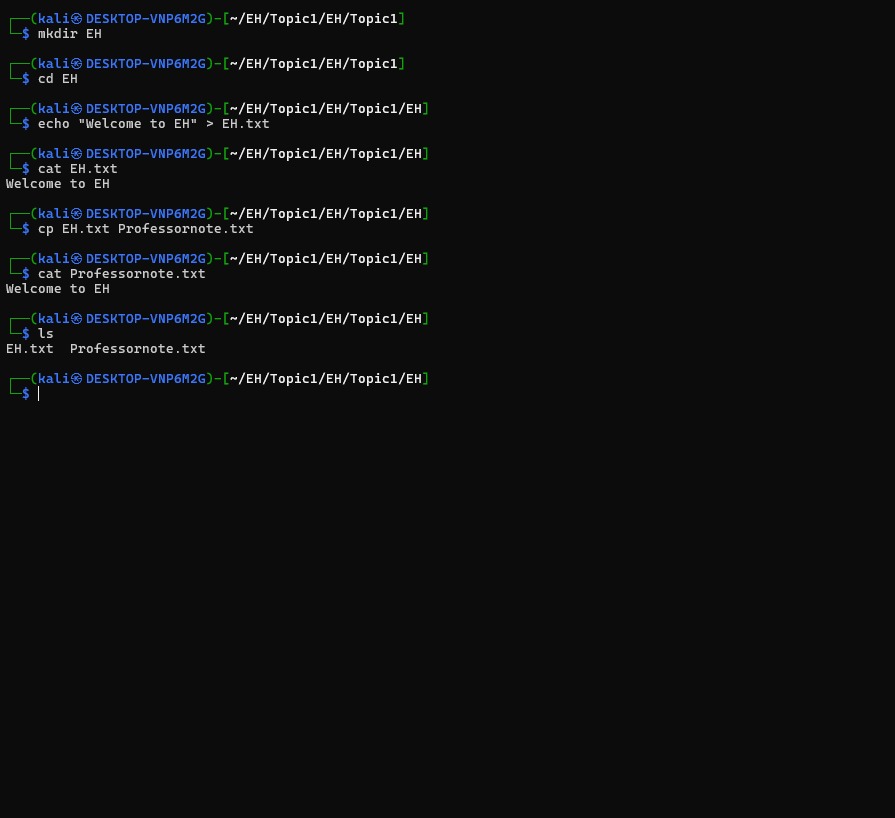 ┌──(kali㉿DESKTOP-VNP6M2G)-[~/EH/Topic1/EH/Topic1]
└─$ mkdir EH
┌──(kali㉿DESKTOP-VNP6M2G)-[~/EH/Topic1/EH/Topic1]
└─$ cd EH
┌──(kali㉿DESKTOP-VNP6M2G)-[~/EH/Topic1/EH/Topic1/EH]
└─$ echo "Welcome to EH" > EH.txt
┌──(kali㉿DESKTOP-VNP6M2G)-[~/EH/Topic1/EH/Topic1/EH]
└─$ cat EH.txt
Welcome to EH
┌──(kali㉿DESKTOP-VNP6M2G)-[~/EH/Topic1/EH/Topic1/EH]
└─$ cp EH.txt Professornote.txt
┌──(kali㉿DESKTOP-VNP6M2G)-[~/EH/Topic1/EH/Topic1/EH]
└─$ cat Professornote.txt
Welcome to EH
┌──(kali㉿DESKTOP-VNP6M2G)-[~/EH/Topic1/EH/Topic1/EH]
└─$ ls
EH.txt  Professornote.txt
┌──(kali㉿DESKTOP-VNP6M2G)-[~/EH/Topic1/EH/Topic1/EH]
└─$